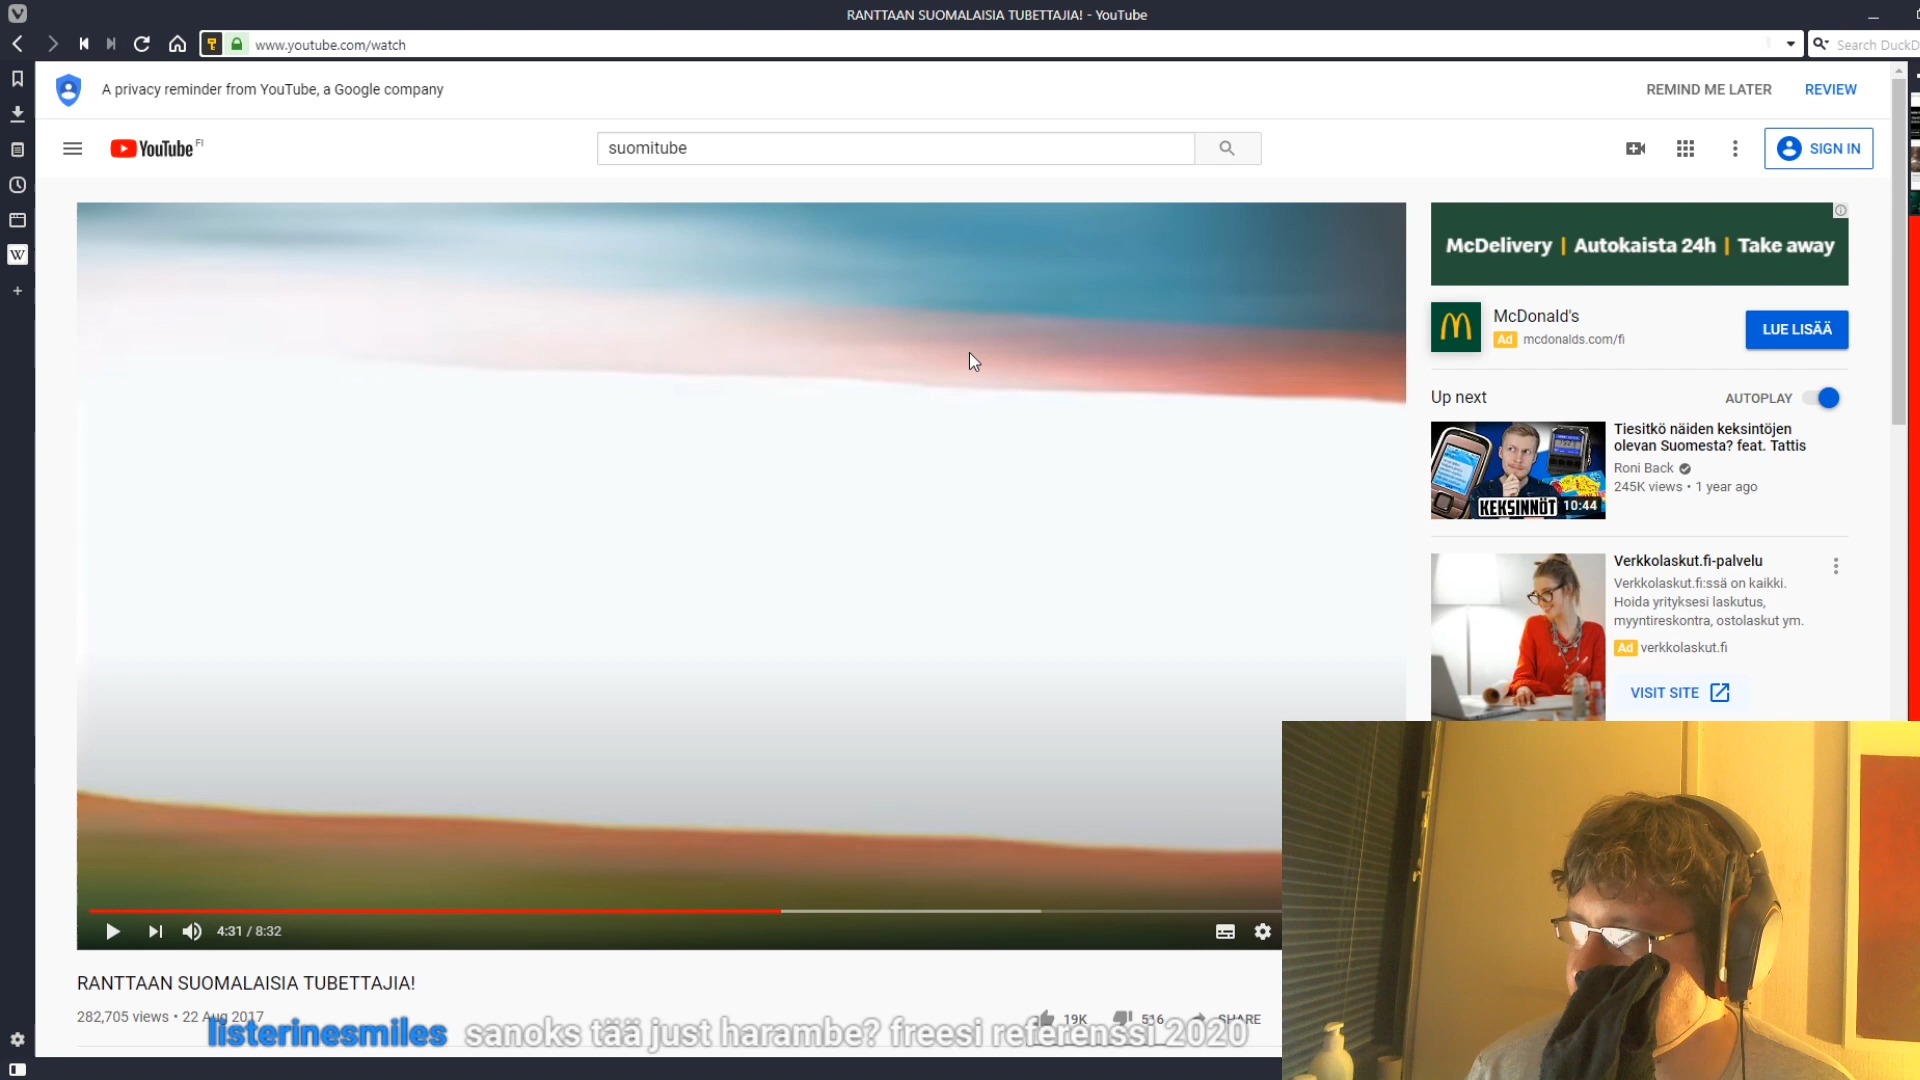 RANTTAAN SUOMALAISIA TUBETTAJIA! - YouTube
www.youtube.com/watch
Search DuckD
A privacy reminder from YouTube, a Google company
REMIND ME LATER
REVIEW
YouTube FI
suomitube
SIGN IN
McDelivery | Autokaista 24h | Take away
McDonald's
Ad mcdonalds.com/fi
LUE LISÄÄ
Up next
AUTOPLAY
KEKSINNÖT
10:44
Tiesitkö näiden keksintöjen
olevan Suomesta? feat. Tattis
Roni Back
245K views • 1 year ago
W
Verkkolaskut.fi-palvelu
Verkkolaskut.fi:ssä on kaikki.
Hoida yrityksesi laskutus,
myyntireskontra, ostolaskut ym.
Ad verkkolaskut.fi
VISIT SITE
4:31 / 8:32
RANTTAAN SUOMALAISIA TUBETTAJIA!
282,705 views • 22 Aug 2017
19K
516
SHARE
listerinesmiles sanoks tää just harambe? freesi referenssi 2020